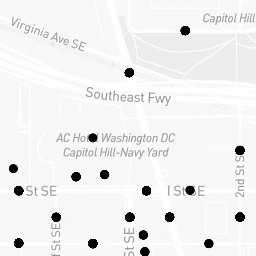 Capitol Hill
Virginia Ave SE
Southeast Fwy
AC Hotel Washington DC
Capitol Hill-Navy Yard
2nd St SE
St SE
I St SE
St SE
St SE